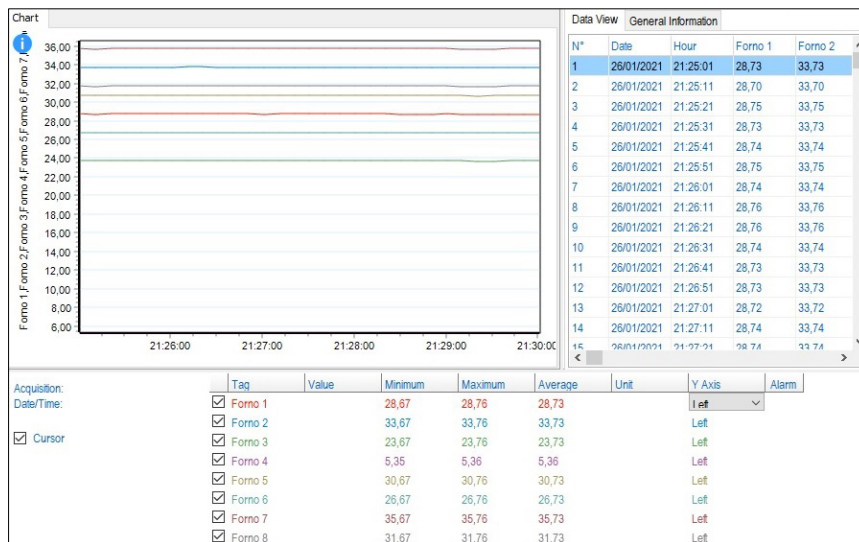 Chart
Data View General Information
Forno 1,Forno 2,Forno 3,Forno 4,Forno 5,Forno 6,Forno 7,
36,00
34,00
32,00
30,00
28,00
26,00
24,00
22,00
20,00
18,00
16,00
14,00
12,00
10,00
8,00
6,00
21:26:00 21:27:00 21:28:00 21:29:00 21:30:00
N° Date Hour Forno 1 Forno 2
1 26/01/2021 21:25:01 28,73 33,73
2 26/01/2021 21:25:11 28,70 33,70
3 26/01/2021 21:25:21 28,75 33,75
4 26/01/2021 21:25:31 28,73 33,73
5 26/01/2021 21:25:41 28,74 33,74
6 26/01/2021 21:25:51 28,75 33,75
7 26/01/2021 21:26:01 28,74 33,74
8 26/01/2021 21:26:11 28,76 33,76
9 26/01/2021 21:26:21 28,76 33,76
10 26/01/2021 21:26:31 28,74 33,74
11 26/01/2021 21:26:41 28,73 33,73
12 26/01/2021 21:26:51 28,73 33,73
13 26/01/2021 21:27:01 28,72 33,72
14 26/01/2021 21:27:11 28,74 33,74
15 26/01/2021 21:27:21 28,74 33,74
Acquisition:
Date/Time:
Cursor
Tag Value Minimum Maximum Average Unit Y Axis Alarm
Forno 1 28,67 28,76 28,73 Left
Forno 2 33,67 33,76 33,73 Left
Forno 3 23,67 23,76 23,73 Left
Forno 4 5,35 5,36 5,36 Left
Forno 5 30,67 30,76 30,73 Left
Forno 6 26,67 26,76 26,73 Left
Forno 7 35,67 35,76 35,73 Left
Forno 8 31,67 31,76 31,73 Left